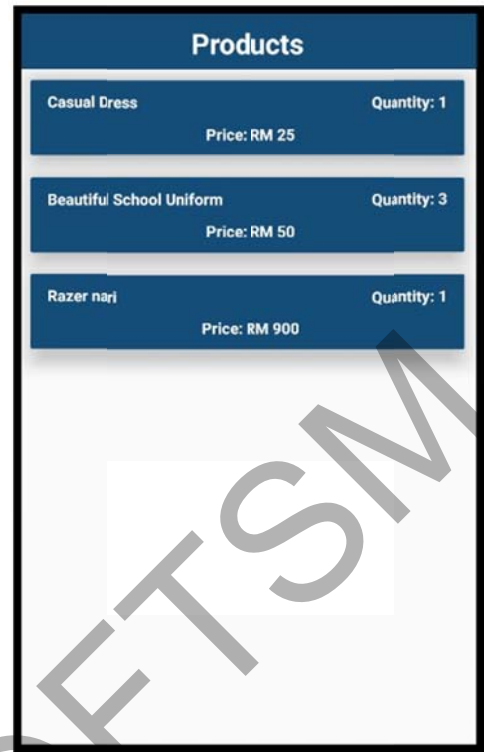 Products
Casual Dress Quantity: 1
Price: RM 25
Beautiful School Uniform Quantity: 3
Price: RM 50
Razer nari Quantity: 1
Price: RM 900
FTSM